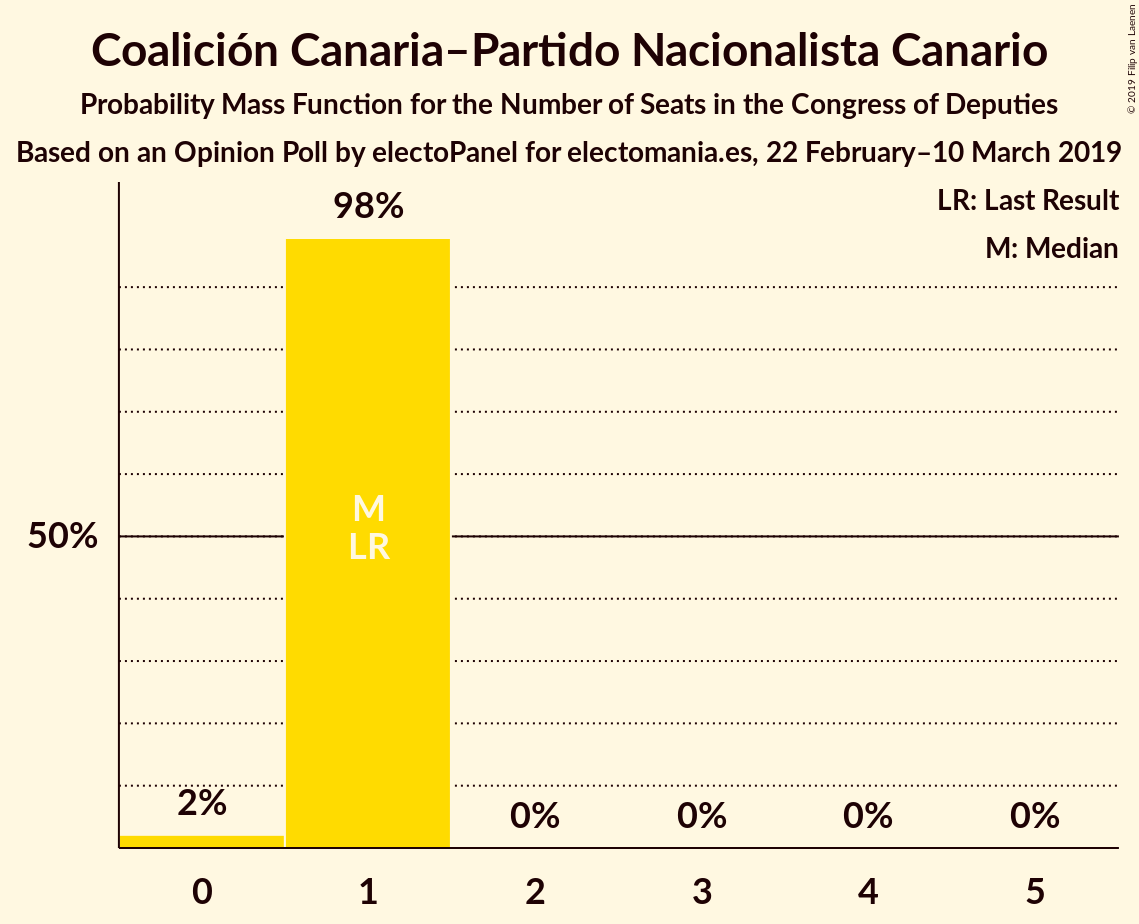 Coalición Canaria–Partido Nacionalista Canario
Probability Mass Function for the Number of Seats in the Congress of Deputies
Based on an Opinion Poll by electoPanel for electomania.es, 22 February–10 March 2019
© 2019 Filip van Laenen
LR: Last Result
M: Median
98%
M
LR
50%
2%
0%
0%
0%
0%
0
1
2
3
4
5